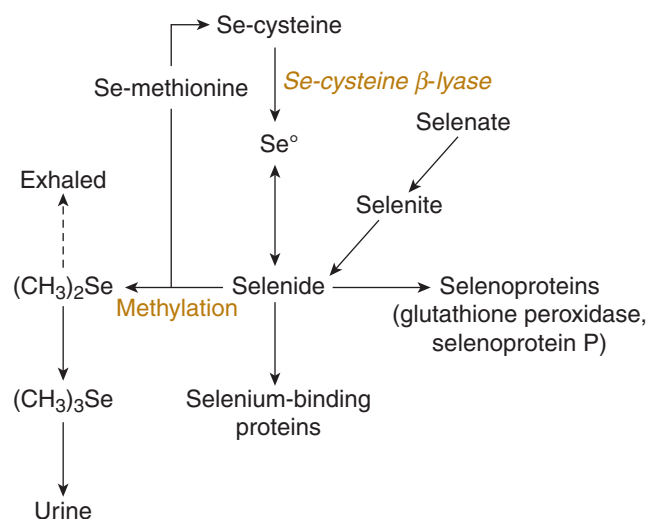 Se-cysteine
Se-methionine
Se-cysteine β-lyase
Se°
Selenate
Exhaled
Selenite
(CH₃)₂Se
Methylation
Selenide
Selenoproteins
(glutathione peroxidase,
selenoprotein P)
(CH₃)₃Se
Selenium-binding
proteins
Urine